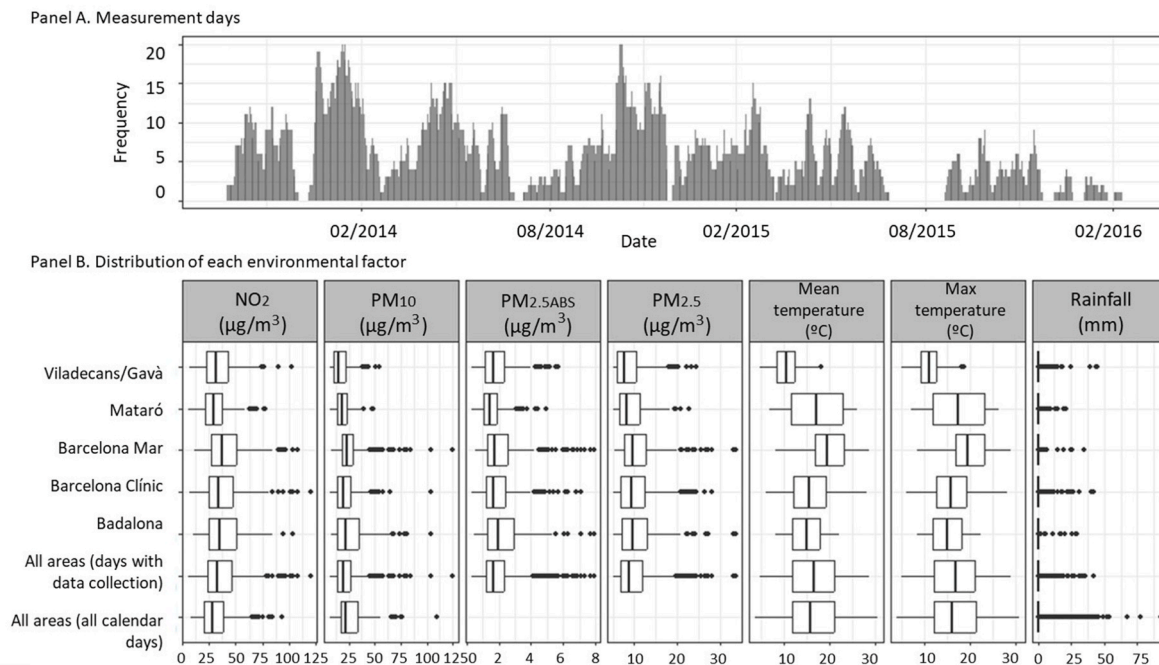 Panel A. Measurement days
Frequency
20
15
10
5
0
02/2014
08/2014
02/2015
08/2015
02/2016
Date
Panel B. Distribution of each environmental factor
NO2
(µg/m³)
PM10
(µg/m³)
PM2.5ABS
(µg/m³)
PM2.5
(µg/m³)
Mean
temperature
(ºC)
Max
temperature
(ºC)
Rainfall
(mm)
Viladecans/Gavà
Mataró
Barcelona Mar
Barcelona Clínic
Badalona
All areas (days with
data collection)
All areas (all calendar
days)
0 25 50 100 1250 25 50 100 1250 2 4 6 8 10 20 30 10 20 30 10 20 30 0 25 50 75